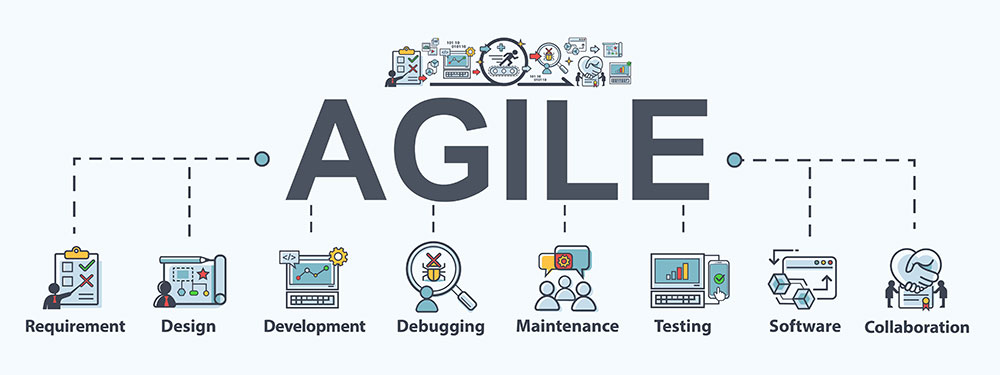 AGILE
</>
Requirement
Design
Development
Debugging
Maintenance
Testing
Software
Collaboration